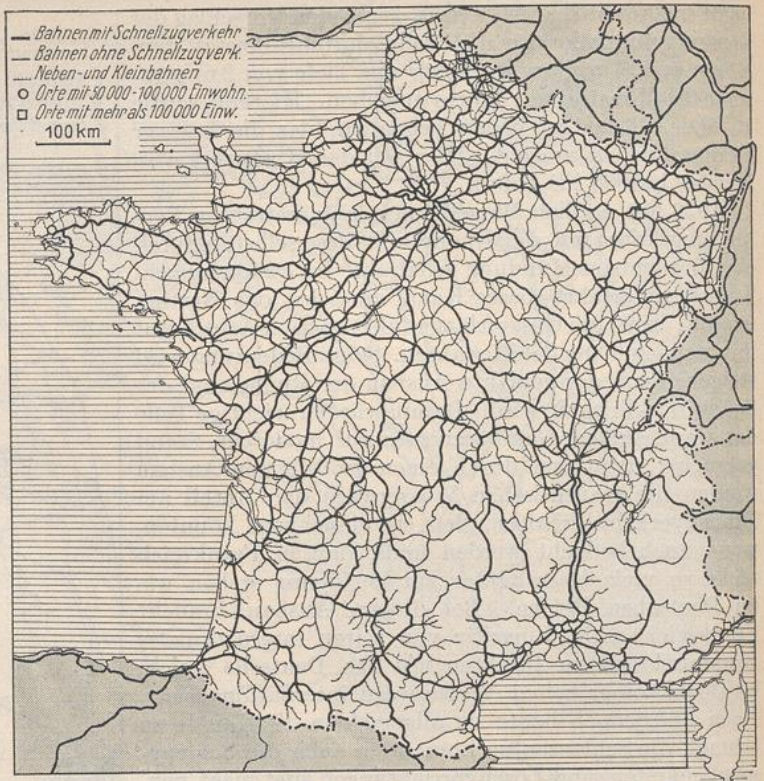 Bahnen mit Schnellzugverkehr
Bahnen ohne Schnellzugverk.
Neben- und Kleinbahnen
Orte mit 50 000 - 100 000 Einwohn.
Orte mit mehr als 100 000 Einw.
100 km